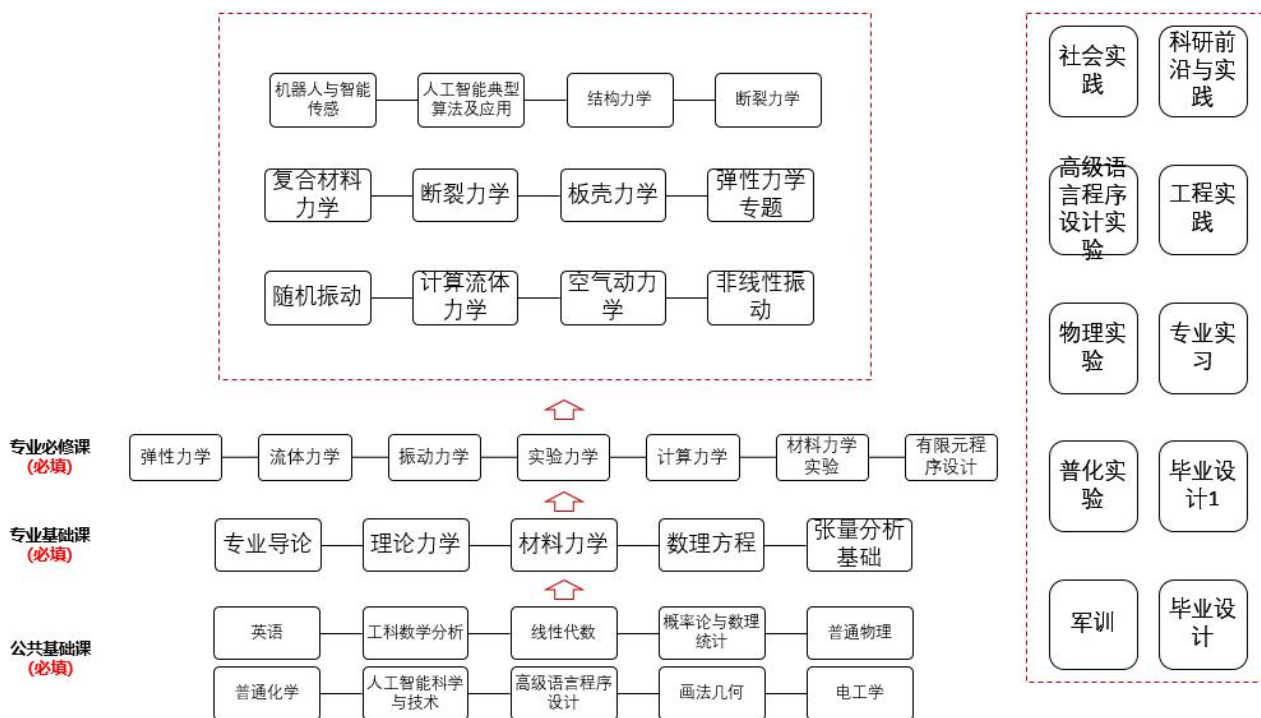 机器人与智能
传感
人工智能典型
算法及应用
结构力学
断裂力学
复合材料
力学
断裂力学
板壳力学
弹性力学
专题
随机振动
计算流体
力学
空气动力
学
非线性振
动
专业必修课
(必填)
弹性力学
流体力学
振动力学
实验力学
计算力学
材料力学
实验
有限元程
序设计
专业基础课
(必填)
专业导论
理论力学
材料力学
数理方程
张量分析
基础
公共基础课
(必填)
英语
工科数学分析
线性代数
概率论与数理
统计
普通物理
普通化学
人工智能科学
与技术
高级语言程序
设计
画法几何
电工学
社会实
践
科研前
沿与实
践
高级语
言程序
设计实
验
工程实
践
物理实
验
专业实
习
普化实
验
毕业设
计1
军训
毕业设
计